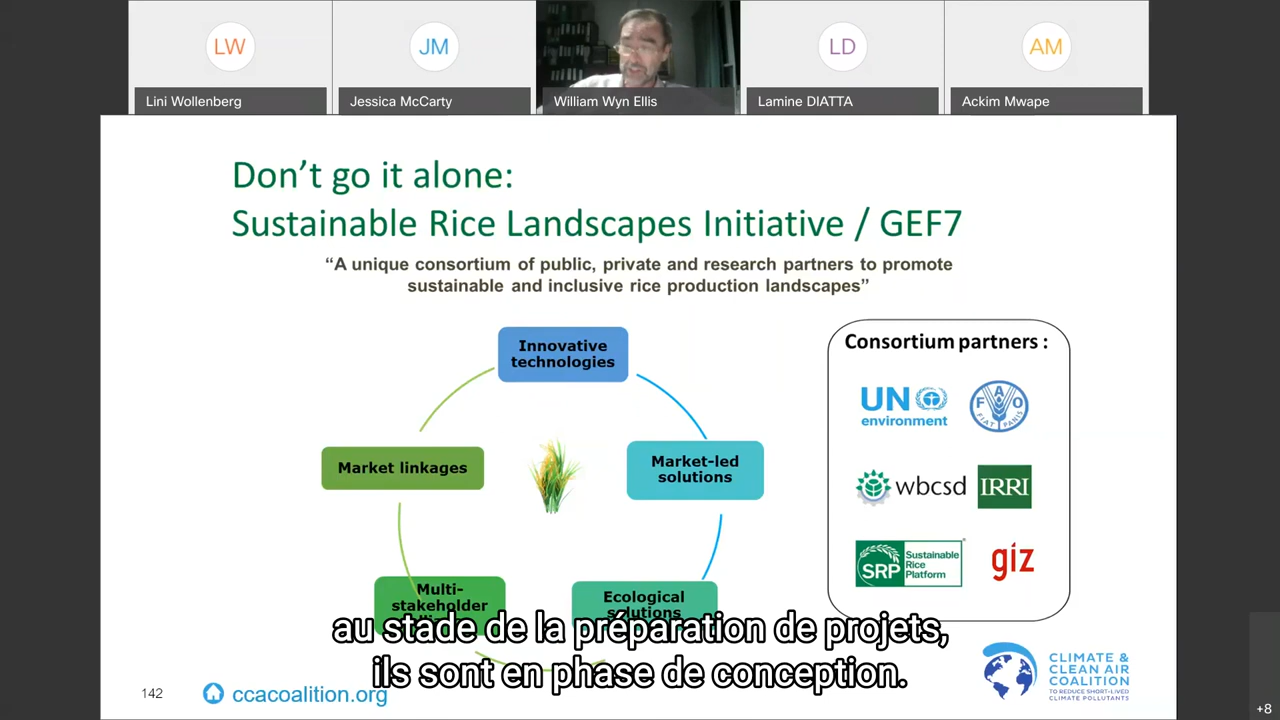 LW
JM
LD
AM
Lini Wollenberg
Jessica McCarty
William Wyn Ellis
Lamine DIATTA
Ackim Mwape
Don't go it alone:
Sustainable Rice Landscapes Initiative / GEF7
“A unique consortium of public, private and research partners to promote
sustainable and inclusive rice production landscapes”
Innovative
technologies
Market-led
solutions
Market linkages
Multi-
stakeholder
Ecological
solutions
Consortium partners :
UN
environment
FAO
FIAT PANIS
wbcsd
IRRI
SRP
Sustainable
Rice
Platform
giz
au stade de la préparation de projets,
ils sont en phase de conception.
142
ccacoalition.org
CLIMATE &
CLEAN AIR
COALITION
TO REDUCE SHORT-LIVED
CLIMATE POLLUTANTS
+8